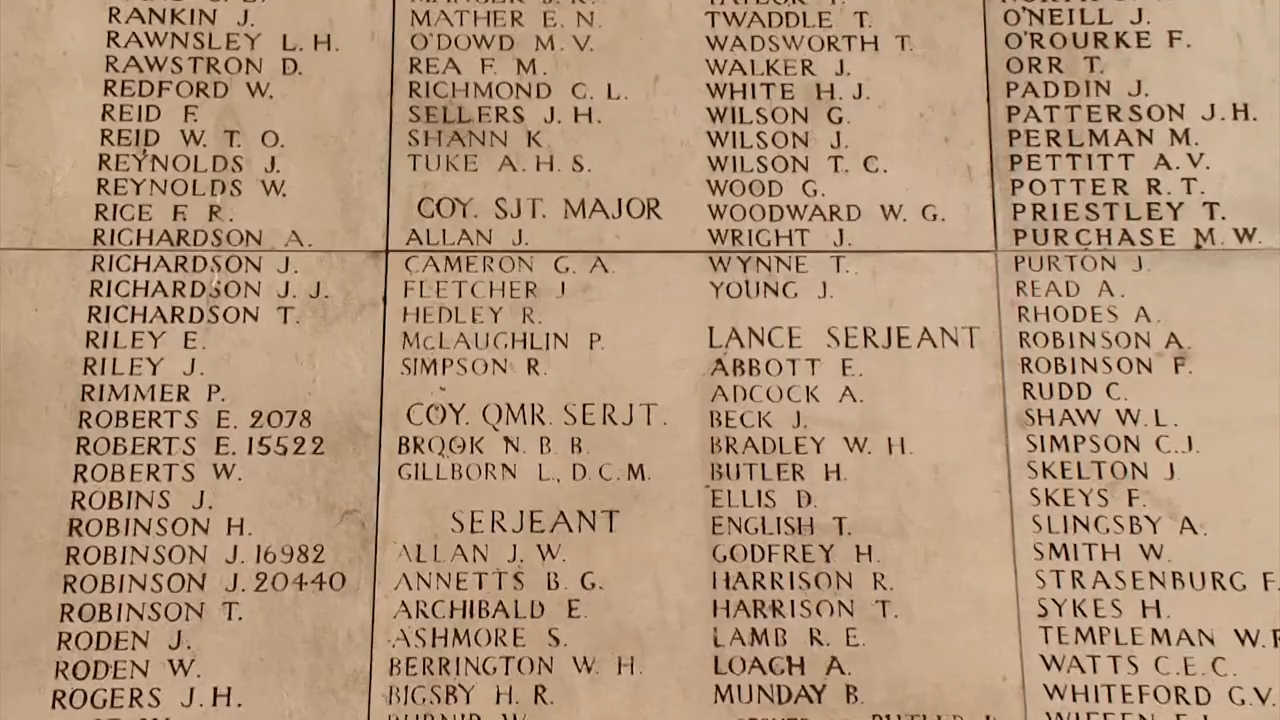 RANKIN J.
RAWNSLEY L. H.
RAWSTRON D.
REDFORD W.
REID F.
REID W. T. O.
REYNOLDS J.
REYNOLDS W.
RICE F. R.
RICHARDSON A.
RICHARDSON J.
RICHARDSON J. J.
RICHARDSON T.
RILEY E.
RILEY J.
RIMMER P.
ROBERTS E. 2078
ROBERTS E. 15522
ROBERTS W.
ROBINS J.
ROBINSON H.
ROBINSON J. 16982
ROBINSON J. 20440
ROBINSON T.
RODEN J.
RODEN W.
ROGERS J. H.
MATHER E. N.
O'DOWD M. V.
REA F. M.
RICHMOND C. L.
SELLERS J. H.
SHANN K.
TUKE A. H. S.
COY. SJT. MAJOR
ALLAN J.
CAMERON G. A.
FLETCHER J
HEDLEY R.
McLAUGHLIN P.
SIMPSON R.
COY. QMR. SERJT.
BROOK N. B. B.
GILLBORN L., D.C.M.
SERJEANT
ALLAN J. W.
ANNETTS B. G.
ARCHIBALD E.
ASHMORE S.
BERRINGTON W. H.
BIGSBY H. R.
TAYLOR T.
TWADDLE T.
WADSWORTH T.
WALKER J.
WHITE H. J.
WILSON G.
WILSON J.
WILSON T. C.
WOOD G.
WOODWARD W. G.
WRIGHT J.
WYNNE T.
YOUNG J.
LANCE SERJEANT
ABBOTT E.
ADCOCK A.
BECK J.
BRADLEY W. H.
BUTLER H.
ELLIS D.
ENGLISH T.
GODFREY H.
HARRISON R.
HARRISON T.
LAMB R. E.
LOACH A.
MUNDAY B.
O'NEILL J.
O'ROURKE F.
ORR T.
PADDIN J.
PATTERSON J. H.
PERLMAN M.
PETTITT A. V.
POTTER R. T.
PRIESTLEY T.
PURCHASE M. W.
PURTON J.
READ A.
RHODES A.
ROBINSON A.
ROBINSON F.
RUDD C.
SHAW W. L.
SIMPSON C. J.
SKELTON J
SKEYS F.
SLINGSBY A.
SMITH W.
STRASENBURG F.
SYKES H.
TEMPLEMAN W.
WATTS C. E. C.
WHITEFORD G. V.